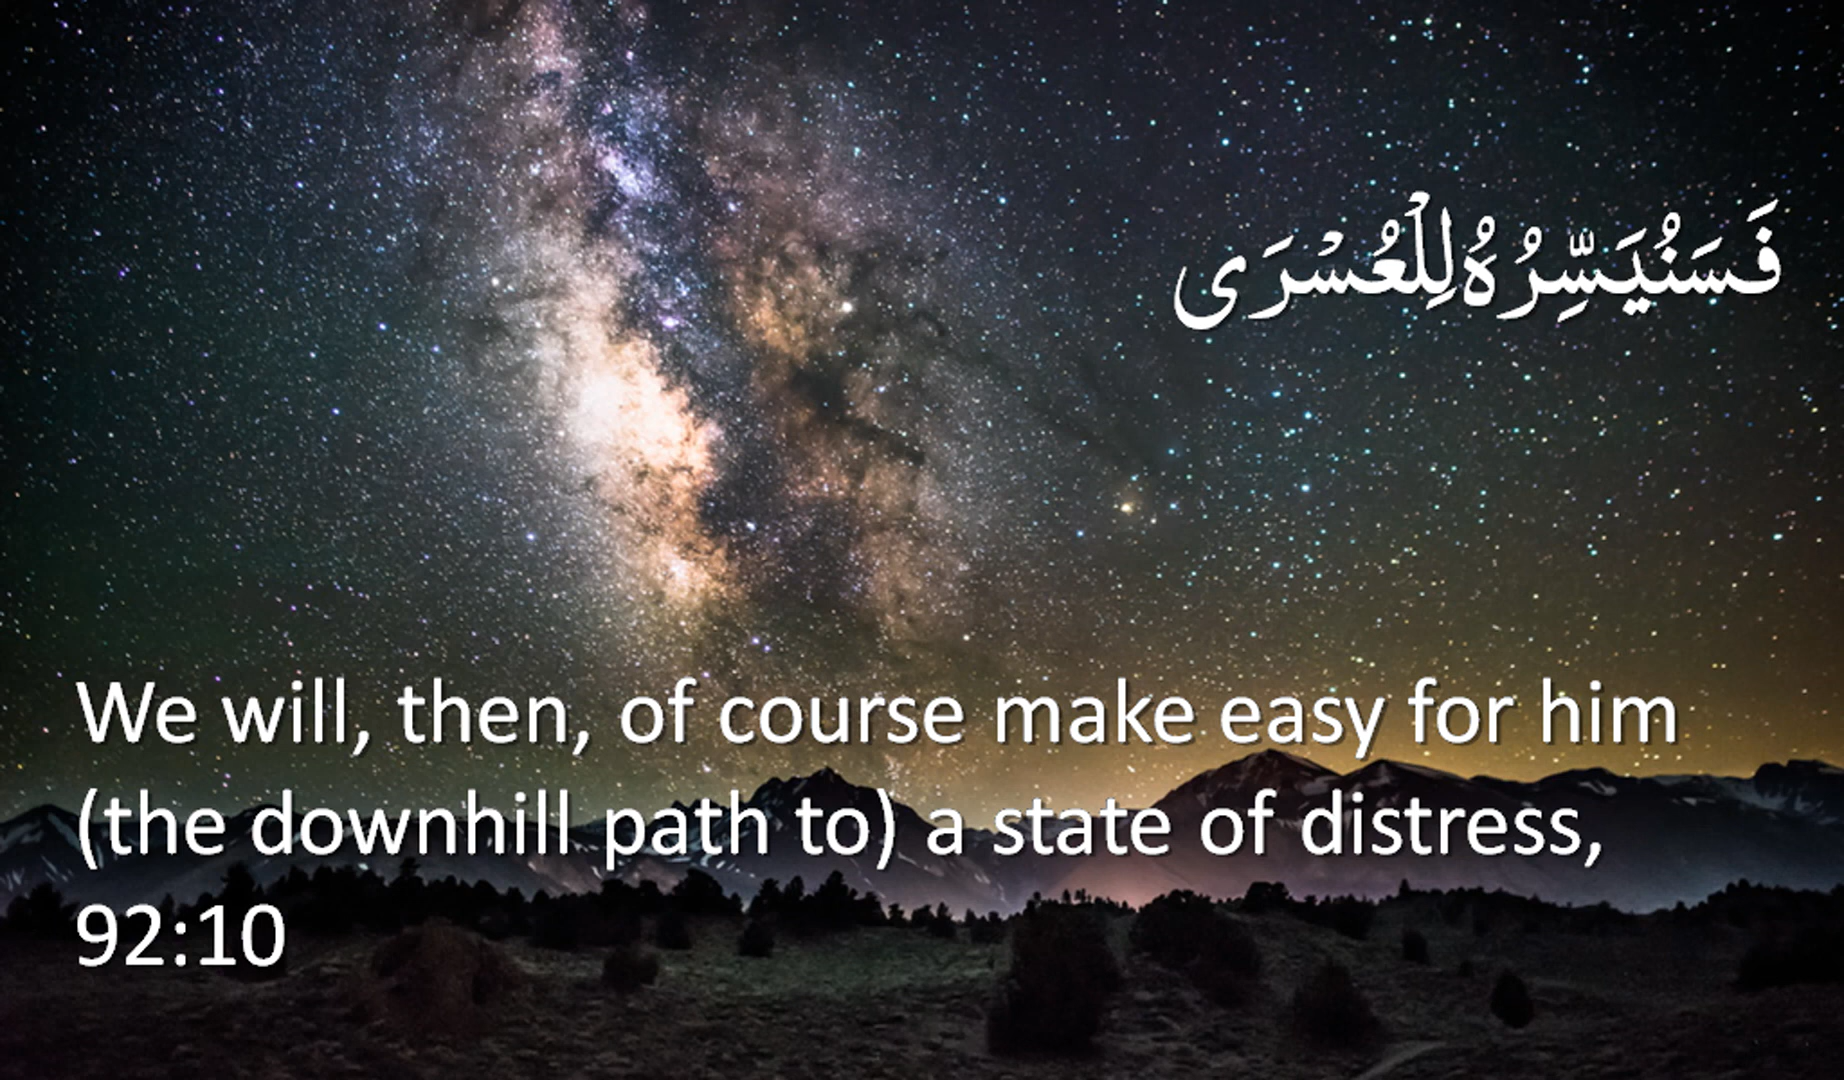 فَسَنُيَسِّرُهُ لِلْعُسْرَى
We will, then, of course make easy for him
(the downhill path to) a state of distress,
92:10